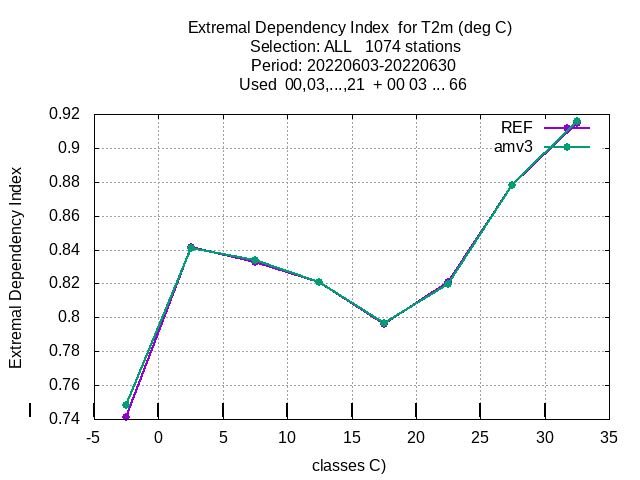 Extremal Dependency Index  for T2m (deg C)
Selection: ALL   1074 stations
Period: 20220603-20220630
Used  00,03,...,21  + 00 03 ... 66
REF
amv3
Extremal Dependency Index
0.92
0.9
0.88
0.86
0.84
0.82
0.8
0.78
0.76
0.74
-5 0 5 10 15 20 25 30 35
classes C)